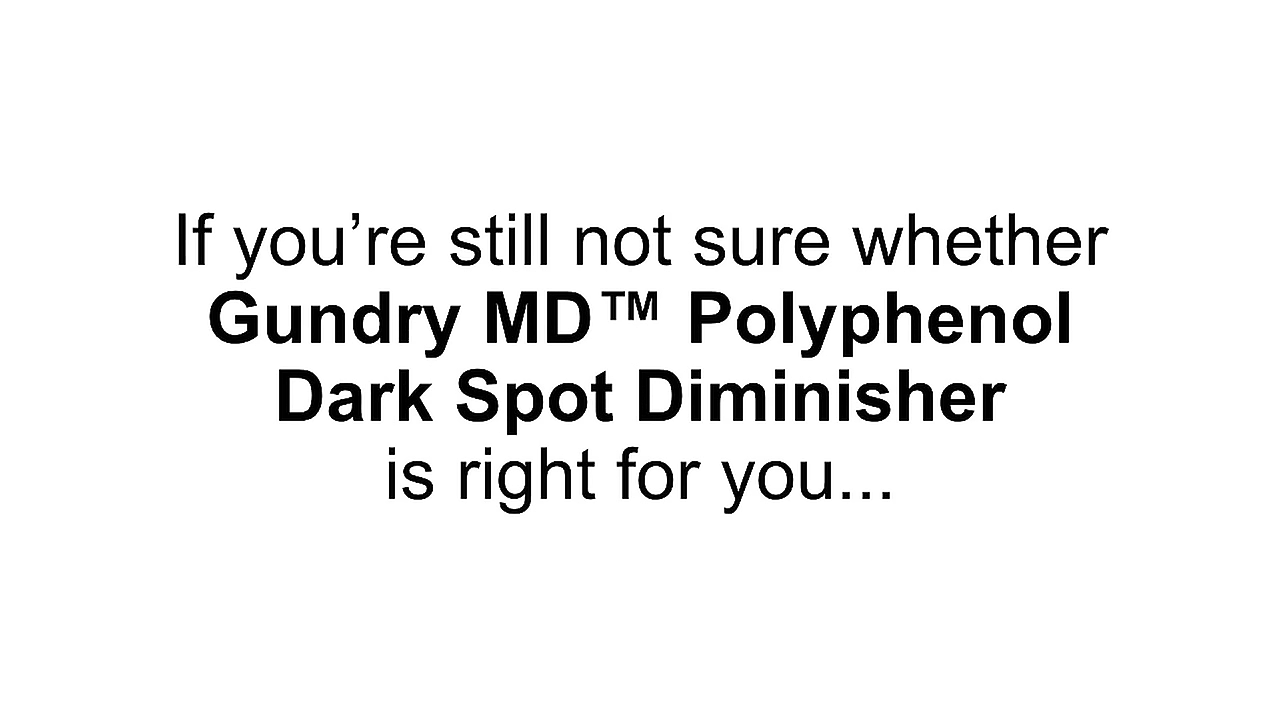 If you’re still not sure whether
Gundry MD™ Polyphenol
Dark Spot Diminisher
is right for you...